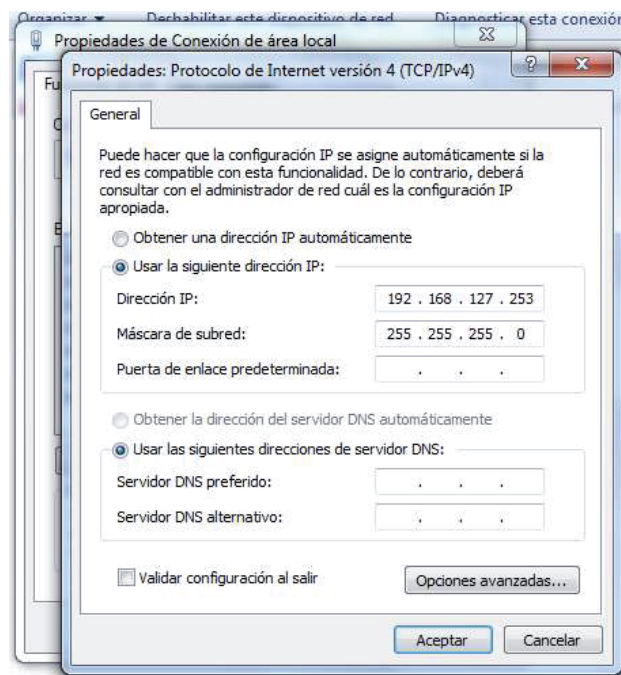 Organizar Deshabilitar este dispositivo de red Diagnosticar esta conexión
Propiedades de Conexión de área local
Propiedades: Protocolo de Internet versión 4 (TCP/IPv4)
Fu
General
Puede hacer que la configuración IP se asigne automáticamente si la
red es compatible con esta funcionalidad. De lo contrario, deberá
consultar con el administrador de red cuál es la configuración IP
apropiada.
Obtener una dirección IP automáticamente
Usar la siguiente dirección IP:
Dirección IP: 192 . 168 . 127 . 253
Máscara de subred: 255 . 255 . 255 . 0
Puerta de enlace predeterminada: . . .
Obtener la dirección del servidor DNS automáticamente
Usar las siguientes direcciones de servidor DNS:
Servidor DNS preferido: . . .
Servidor DNS alternativo: . . .
Validar configuración al salir
Opciones avanzadas...
Aceptar Cancelar